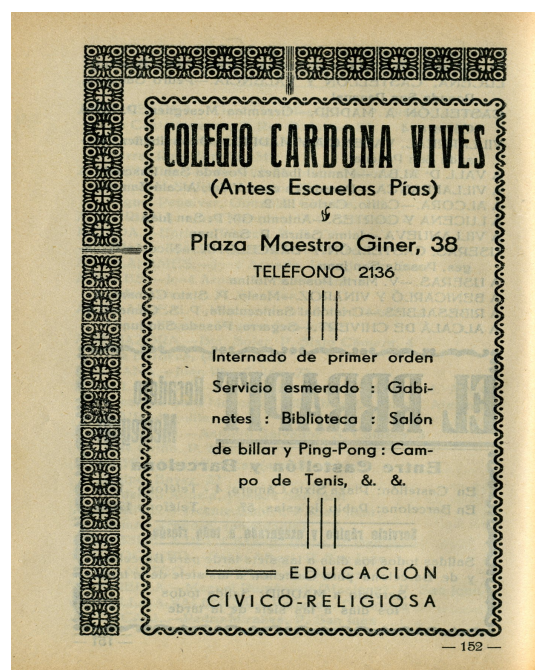 COLEGIO CARDONA VIVES
(Antes Escuelas Pías)
Plaza Maestro Giner, 38
TELÉFONO 2136
Internado de primer orden
Servicio esmerado : Gabi-
netes : Biblioteca : Salón
de billar y Ping-Pong : Cam-
po de Tenis, &. &.
EDUCACIÓN
CÍVICO-RELIGIOSA
— 152 —